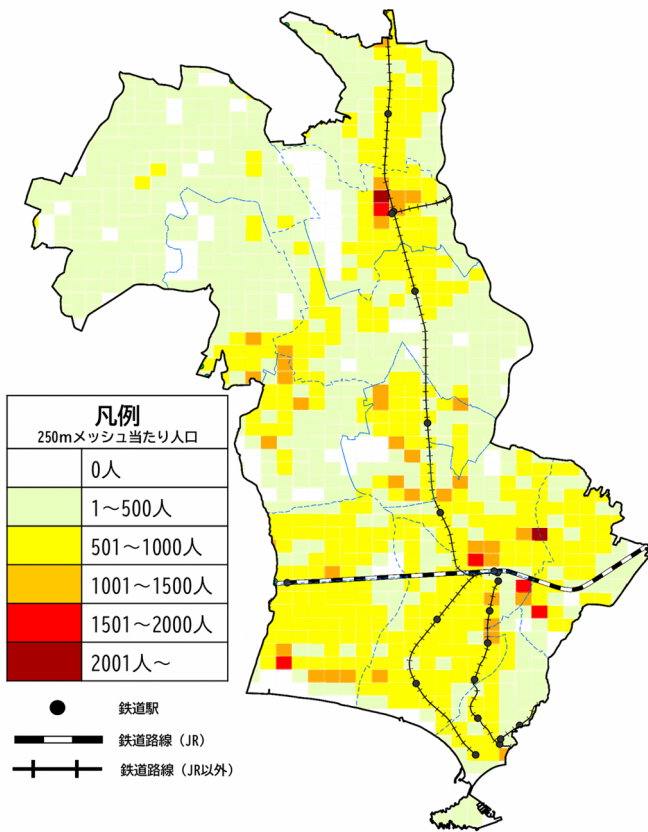 凡例
250mメッシュ当たり人口
0人
1～500人
501～1000人
1001～1500人
1501～2000人
2001人～
鉄道駅
鉄道路線（JR）
鉄道路線（JR以外）